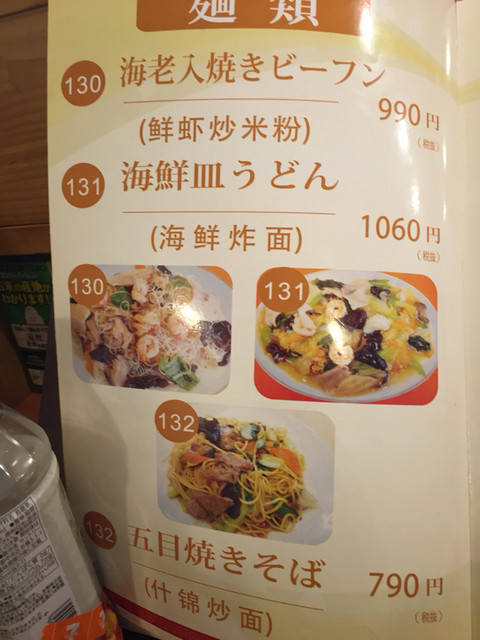 麺 類
130 海老入焼きビーフン
990円
(鲜虾炒米粉)
(税抜)
131 海鮮皿うどん
1060円
(海鲜炸面)
(税抜)
130
131
132
132 五目焼きそば
790円
(什锦炒面)
(税抜)